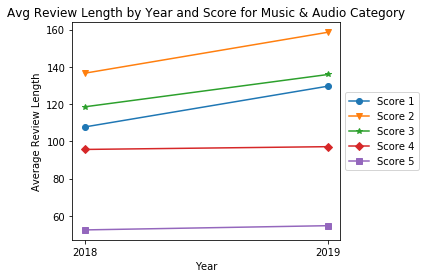 Avg Review Length by Year and Score for Music & Audio Category
160
140
120
100
80
60
Average Review Length
2018
2019
Year
Score 1
Score 2
Score 3
Score 4
Score 5